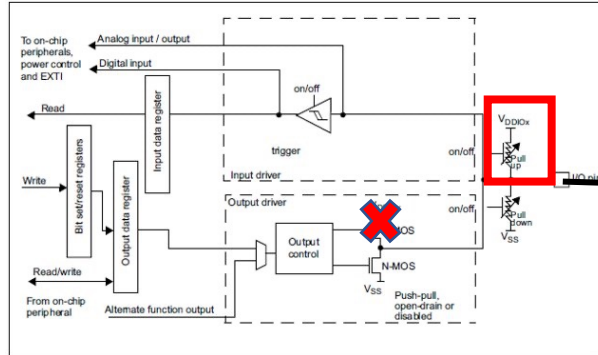 To on-chip
peripherals,
power control
and EXTI
Analog input / output
Digital input
on/off
Read
Input data register
trigger
Input driver
on/off
VDDIOx
Pull
up
Write
Bit set/reset registers
Output data register
Output driver
Output
control
MOS
N-MOS
VSS
on/off
Pull
down
VSS
Read/write
From on-chip
peripheral
Alternate function output
Push-pull,
open-drain or
disabled